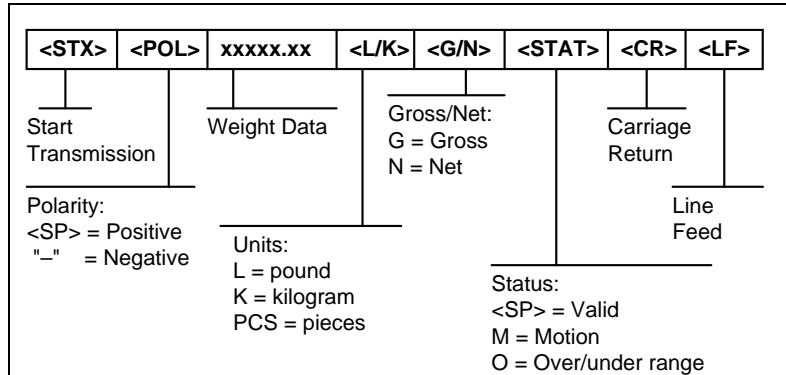 <STX> <POL> xxxxx.xx <L/K> <G/N> <STAT> <CR> <LF>
Start
Transmission
Weight Data
Gross/Net:
G = Gross
N = Net
Carriage
Return
Polarity:
<SP> = Positive
"–" = Negative
Units:
L = pound
K = kilogram
PCS = pieces
Line
Feed
Status:
<SP> = Valid
M = Motion
O = Over/under range